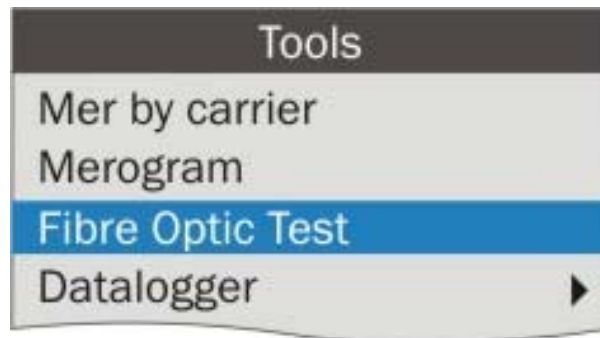 Tools
Mer by carrier
Merogram
Fibre Optic Test
Datalogger